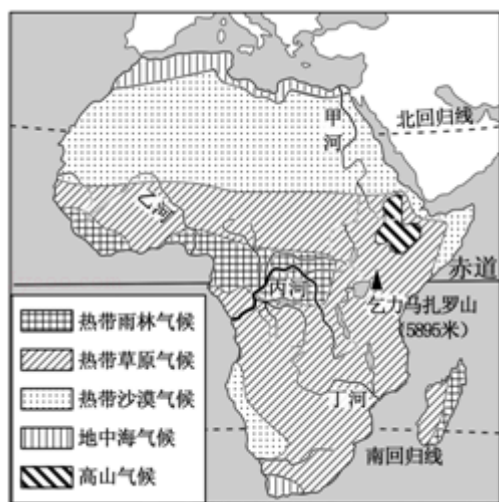 北回归线
甲河
乙河
赤道
丙河
乞力马扎罗山
(5895米)
丁河
南回归线
热带雨林气候
热带草原气候
热带沙漠气候
地中海气候
高山气候